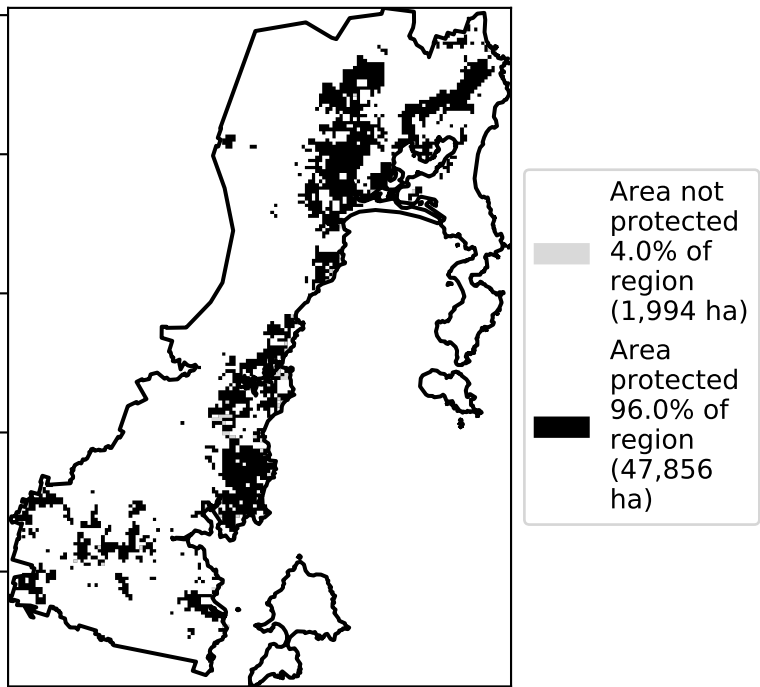 Area not
protected
4.0% of
region
(1,994 ha)
Area
protected
96.0% of
region
(47,856
ha)